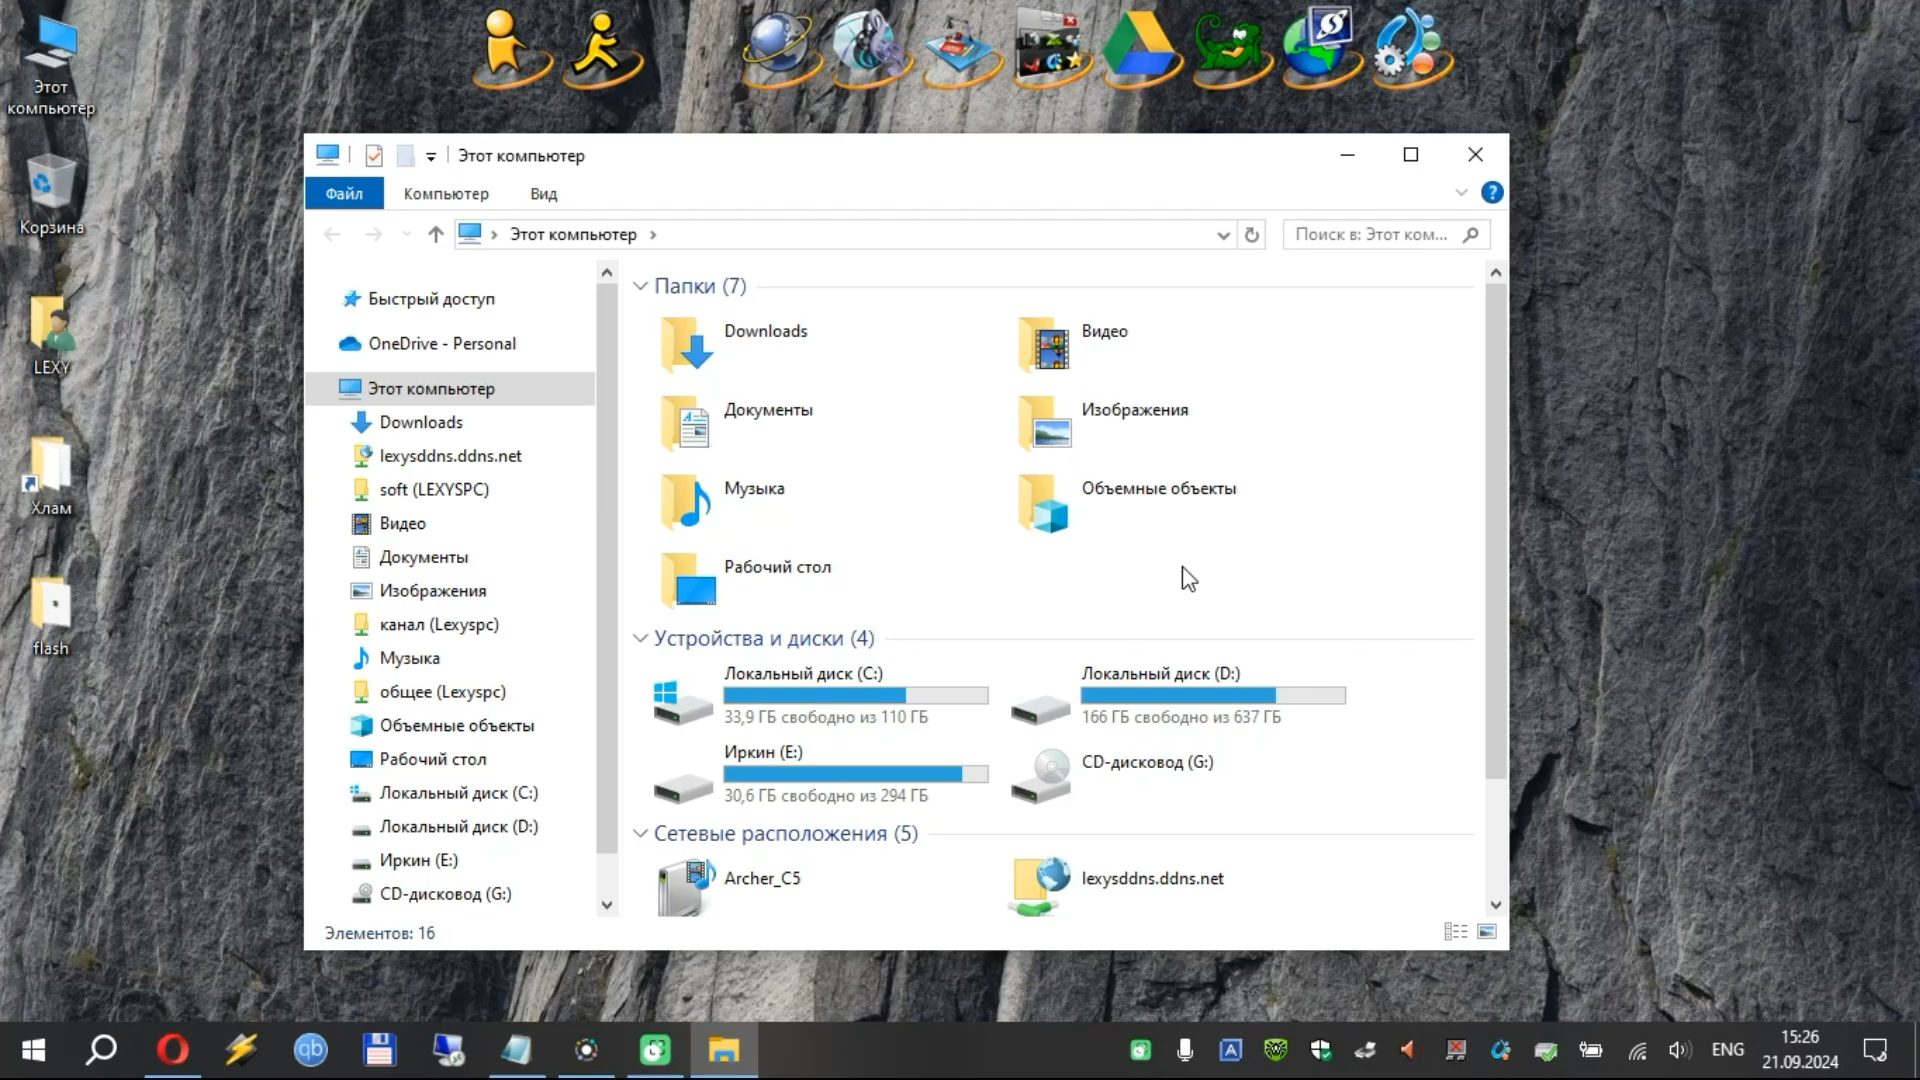 Этот
компьютер
Корзина
LEXY
Хлам
flash
Этот компьютер
Файл
Компьютер
Вид
Этот компьютер
Поиск в: Этот ком...
Быстрый доступ
OneDrive - Personal
Этот компьютер
Downloads
lexysddns.ddns.net
soft (LEXYSPC)
Видео
Документы
Изображения
канал (Lexyspc)
Музыка
общее (Lexyspc)
Объемные объекты
Рабочий стол
Локальный диск (C:)
Локальный диск (D:)
Иркин (E:)
CD-дисковод (G:)
Папки (7)
Downloads
Видео
Документы
Изображения
Музыка
Объемные объекты
Рабочий стол
Устройства и диски (4)
Локальный диск (C:)
33,9 ГБ свободно из 110 ГБ
Локальный диск (D:)
166 ГБ свободно из 637 ГБ
Иркин (E:)
30,6 ГБ свободно из 294 ГБ
CD-дисковод (G:)
Сетевые расположения (5)
Archer_C5
lexysddns.ddns.net
Элементов: 16
qb
A
ENG
15:26
21.09.2024